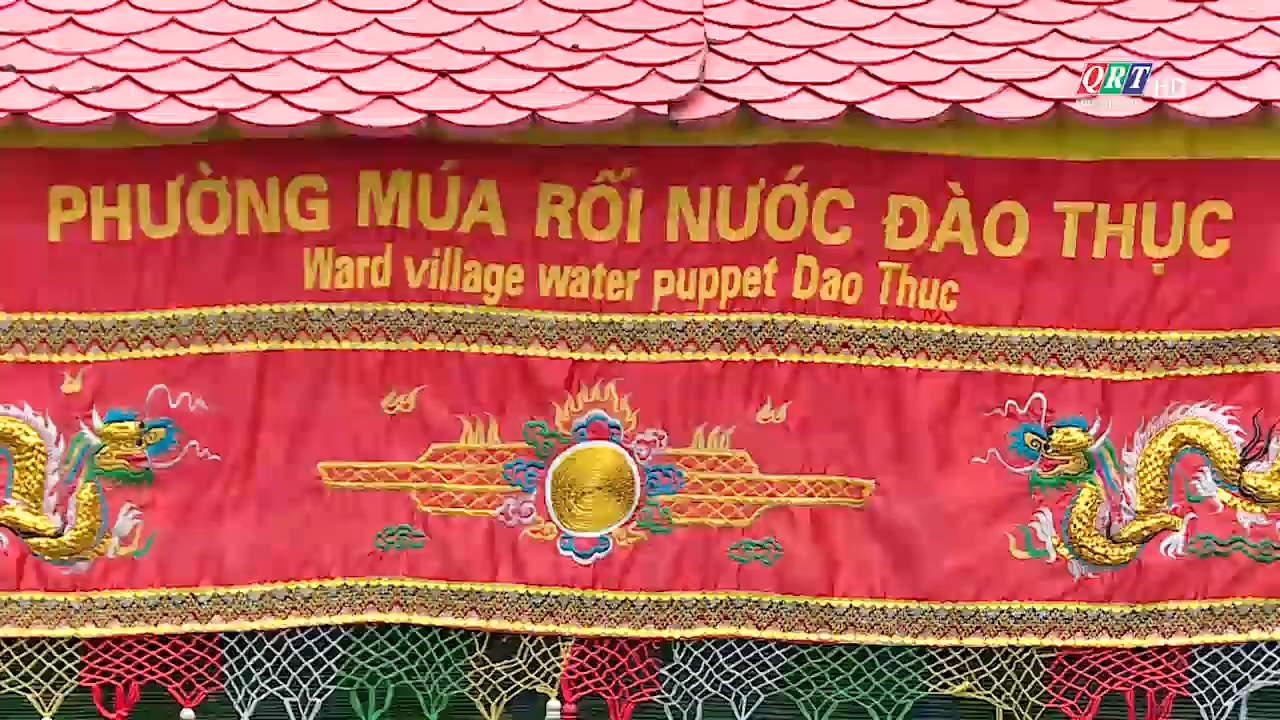 QRT HD
PHƯỜNG MÚA RỐI NƯỚC ĐÀO THỤC
Ward village water puppet Dao Thuc